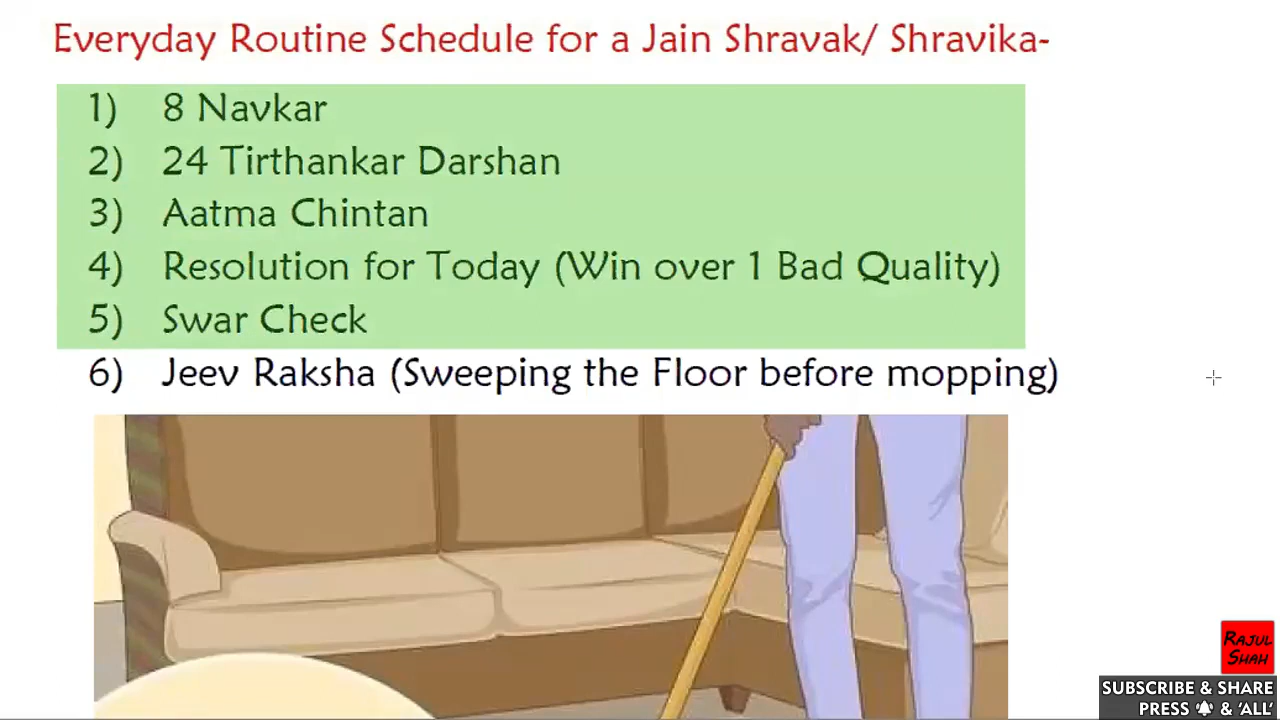 Everyday Routine Schedule for a Jain Shravak/ Shravika-
1) 8 Navkar
2) 24 Tirthankar Darshan
3) Aatma Chintan
4) Resolution for Today (Win over 1 Bad Quality)
5) Swar Check
6) Jeev Raksha (Sweeping the Floor before mopping)
RAJUL
SHAH
SUBSCRIBE & SHARE
PRESS 🔔 & 'ALL'